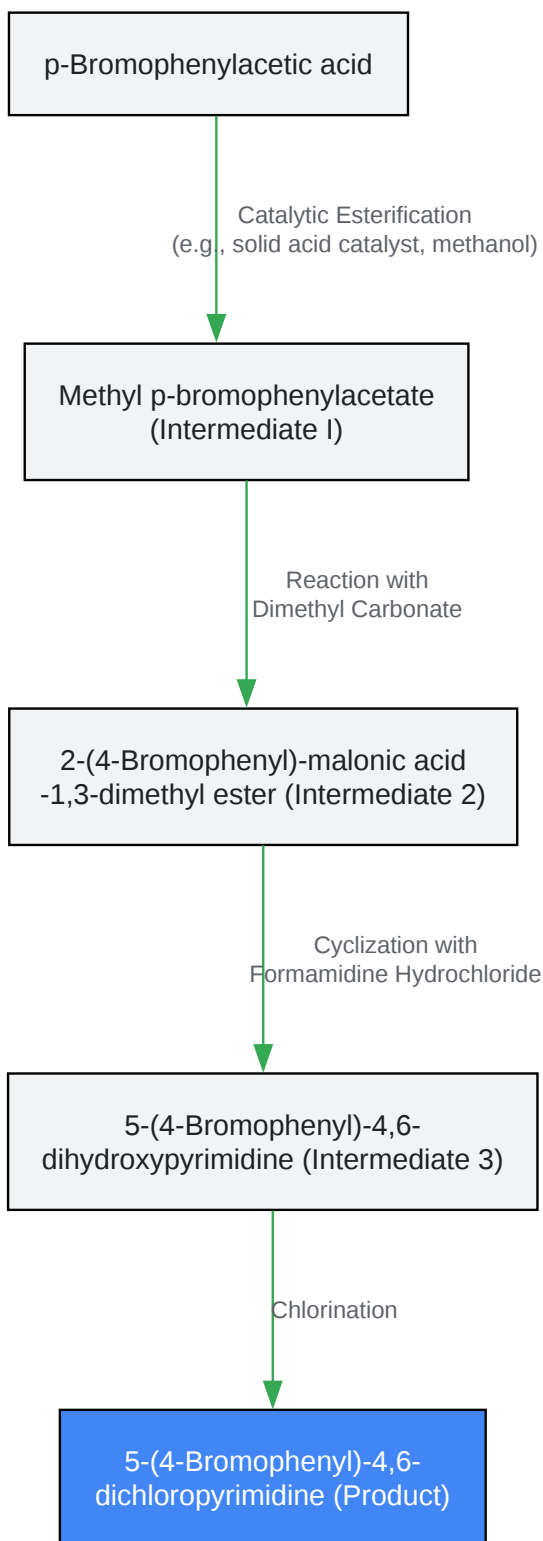 p-Bromophenylacetic acid
Catalytic Esterification
(e.g., solid acid catalyst, methanol)
Methyl p-bromophenylacetate
(Intermediate I)
Reaction with
Dimethyl Carbonate
2-(4-Bromophenyl)-malonic acid
-1,3-dimethyl ester (Intermediate 2)
Cyclization with
Formamidine Hydrochloride
5-(4-Bromophenyl)-4,6-
dihydroxypyrimidine (Intermediate 3)
Chlorination
5-(4-Bromophenyl)-4,6-
dichloropyrimidine (Product)